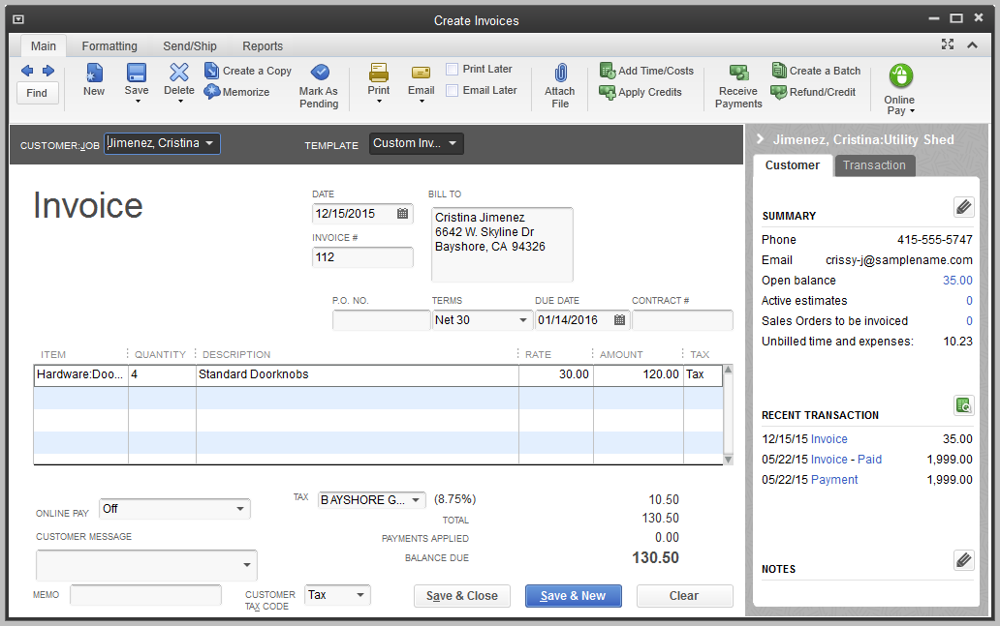 Create Invoices
Main Formatting Send/Ship Reports
Find
New
Save
Delete
Create a Copy
Memorize
Mark As
Pending
Print
Email
Print Later
Email Later
Attach
File
Add Time/Costs
Apply Credits
Receive
Payments
Create a Batch
Refund/Credit
Online
Pay
CUSTOMER:JOB Jimenez, Cristina TEMPLATE Custom Inv...
Invoice
DATE
12/15/2015
INVOICE #
112
BILL TO
Cristina Jimenez
6642 W. Skyline Dr
Bayshore, CA 94326
P.O. NO. TERMS DUE DATE CONTRACT #
Net 30 01/14/2016
ITEM QUANTITY DESCRIPTION RATE AMOUNT TAX
Hardware:Doo... 4 Standard Doorknobs 30.00 120.00 Tax
ONLINE PAY Off
CUSTOMER MESSAGE
MEMO
CUSTOMER
TAX CODE
Tax
TAX BAYSHORE G... (8.75%) 10.50
TOTAL 130.50
PAYMENTS APPLIED 0.00
BALANCE DUE 130.50
Save & Close Save & New Clear
Jimenez, Cristina:Utility Shed
Customer Transaction
SUMMARY
Phone 415-555-5747
Email crissy-j@samplename.com
Open balance 35.00
Active estimates 0
Sales Orders to be invoiced 0
Unbilled time and expenses: 10.23
RECENT TRANSACTION
12/15/15 Invoice 35.00
05/22/15 Invoice - Paid 1,999.00
05/22/15 Payment 1,999.00
NOTES